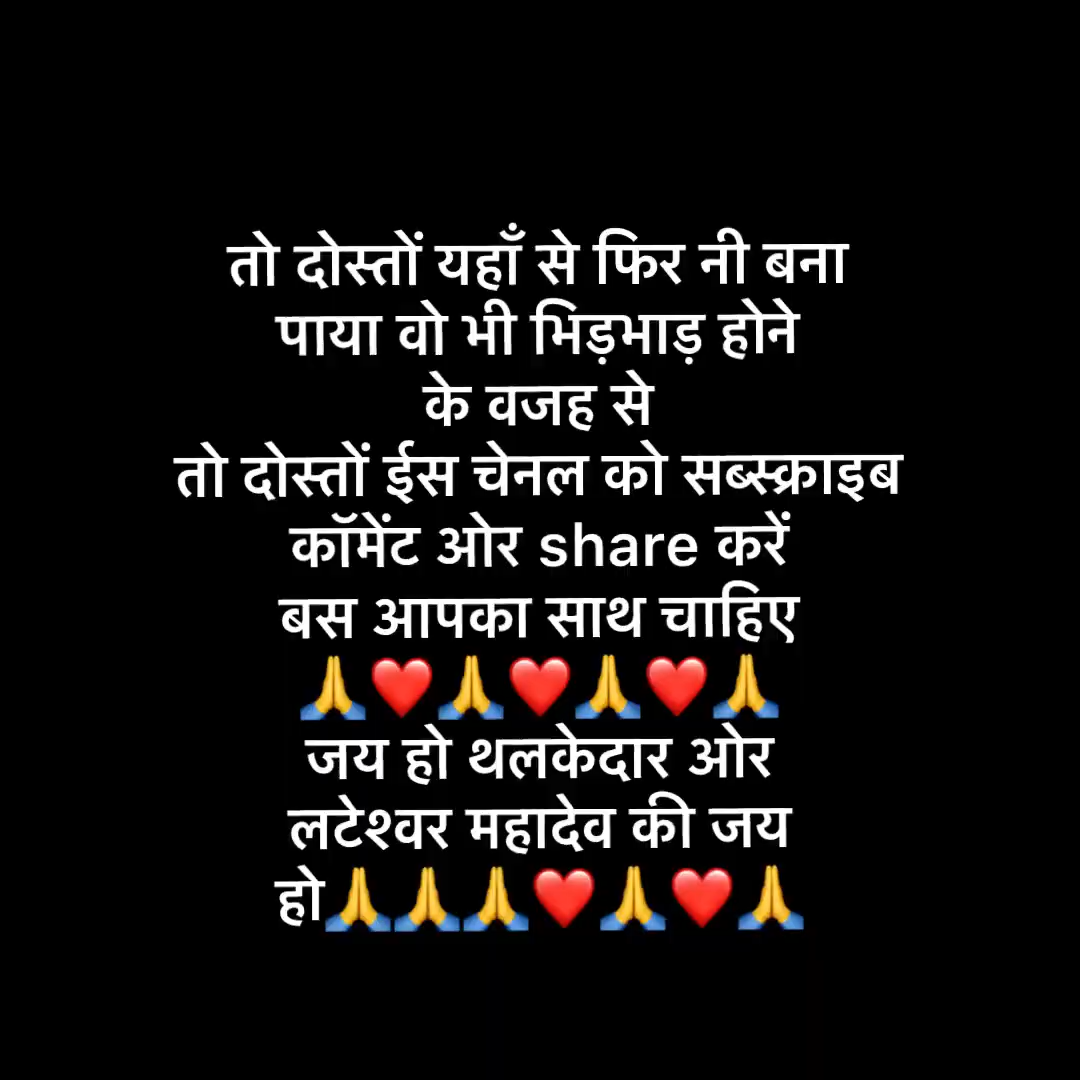 तो दोस्तों यहाँ से फिर नी बना
पाया वो भी भिड़भाड़ होने
के वजह से
तो दोस्तों ईस चेनल को सब्स्क्राइब
कॉमेंट ओर share करें
बस आपका साथ चाहिए
🙏❤️🙏❤️🙏❤️🙏
जय हो थलकेदार ओर
लटेश्वर महादेव की जय
हो🙏🙏🙏❤️🙏❤️🙏